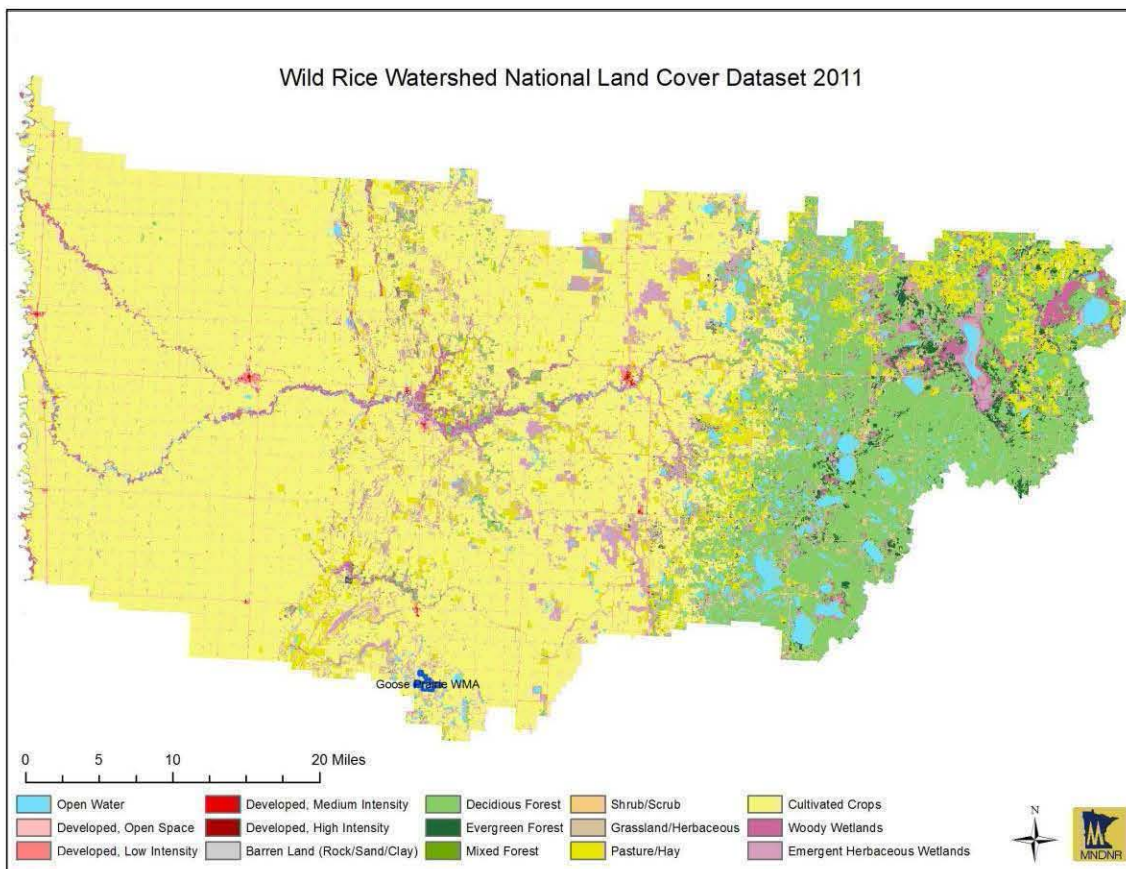 Wild Rice Watershed National Land Cover Dataset 2011
Goose Prairie WMA
0 5 10 20 Miles
Open Water
Developed, Open Space
Developed, Low Intensity
Developed, Medium Intensity
Developed, High Intensity
Barren Land (Rock/Sand/Clay)
Decidious Forest
Evergreen Forest
Mixed Forest
Shrub/Scrub
Grassland/Herbaceous
Pasture/Hay
Cultivated Crops
Woody Wetlands
Emergent Herbaceous Wetlands
N
MNDNR